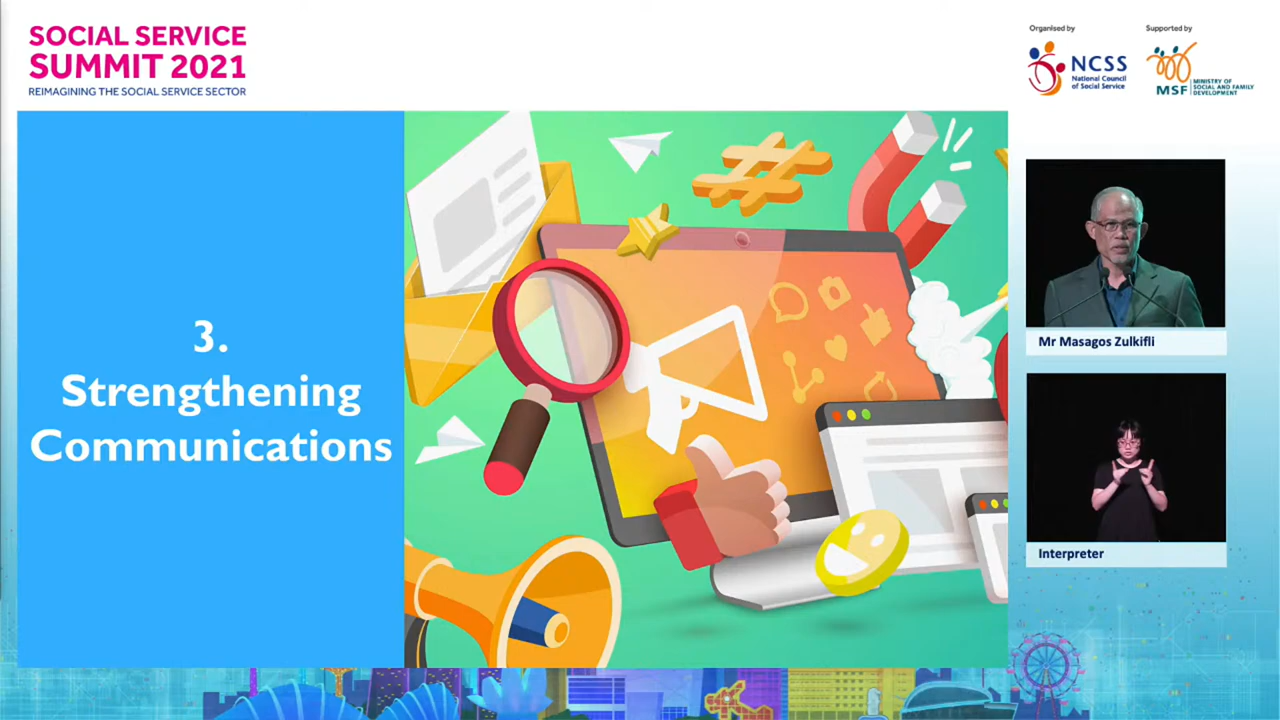 SOCIAL SERVICE
SUMMIT 2021
REIMAGINING THE SOCIAL SERVICE SECTOR
Organised by
NCSS
National Council
of Social Service
Supported by
MSF
MINISTRY OF
SOCIAL AND FAMILY
DEVELOPMENT
3.
Strengthening
Communications
Mr Masagos Zulkifli
Interpreter